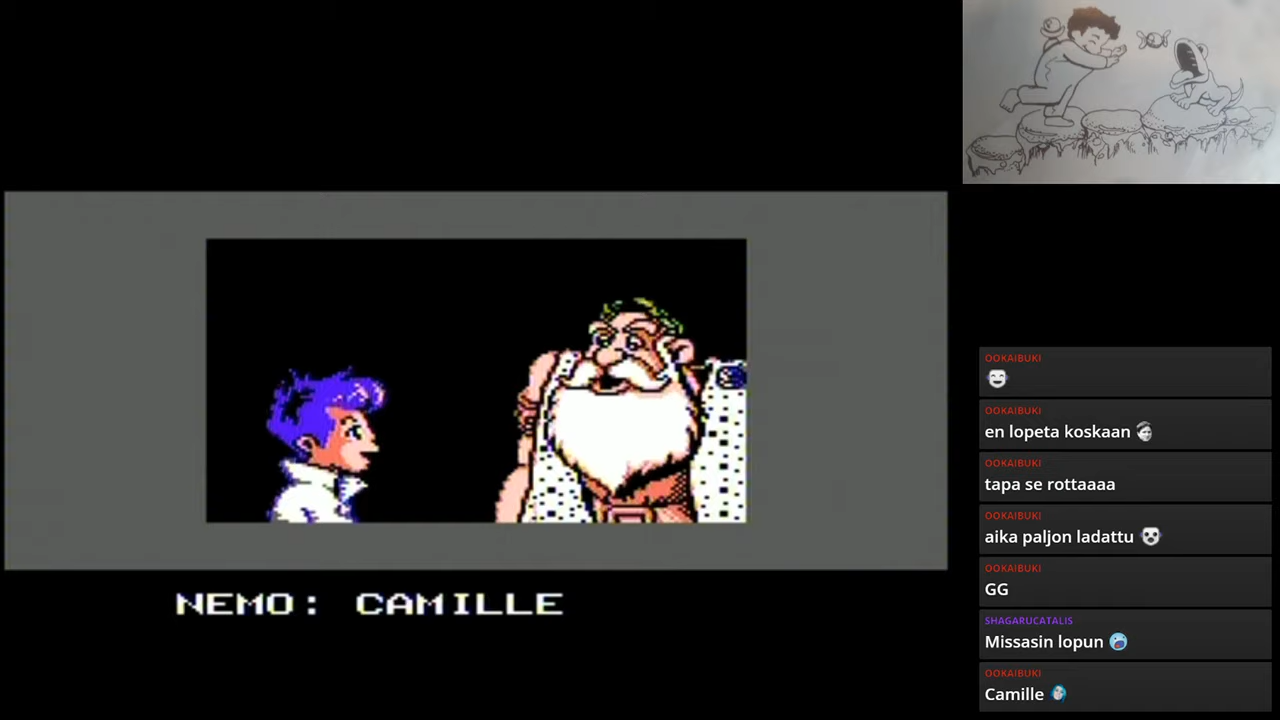 NEMO: CAMILLE
OOKAIBUKI
OOKAIBUKI
en lopeta koskaan
OOKAIBUKI
tapa se rottaaaa
OOKAIBUKI
aika paljon ladattu
OOKAIBUKI
GG
SHAGARUCATALIS
Missasin lopun
OOKAIBUKI
Camille